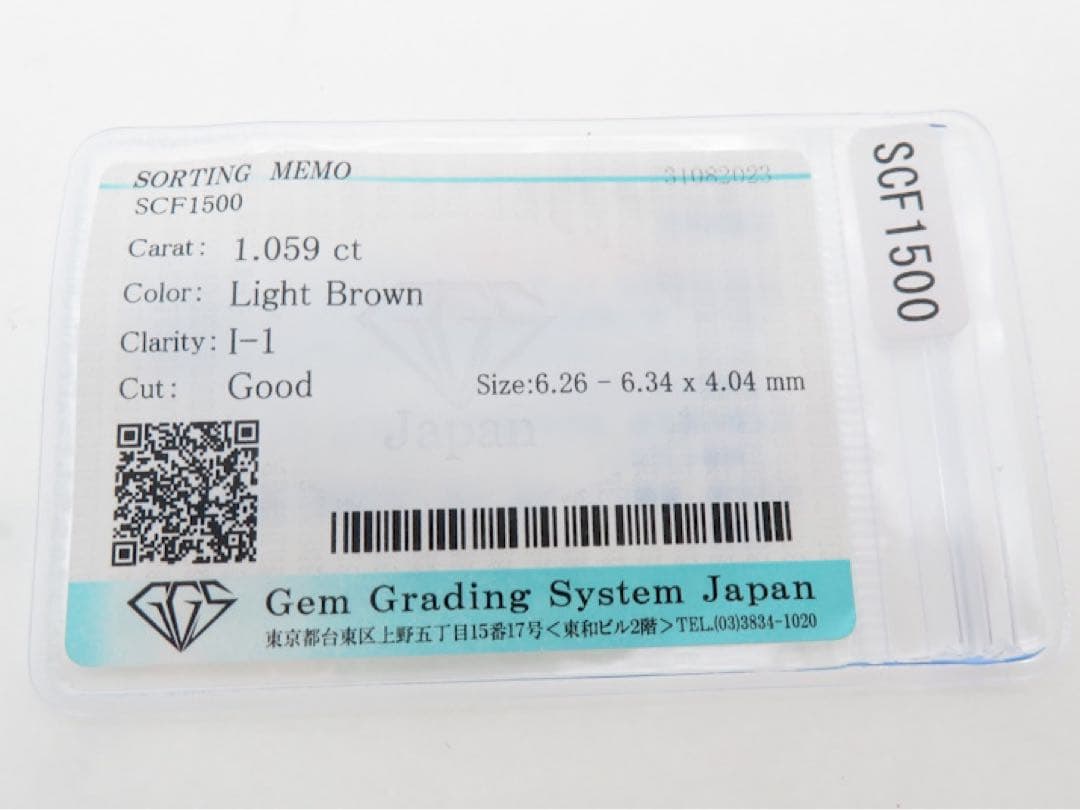 SORTING MEMO 31082023
SCF1500
Carat: 1.059 ct
Color: Light Brown
Clarity: I-1
Cut: Good Size:6.26 - 6.34 x 4.04 mm
Japan
GGS Gem Grading System Japan
東京都台東区上野五丁目15番17号<東和ビル2階>TEL.(03)3834-1020
SCF1500